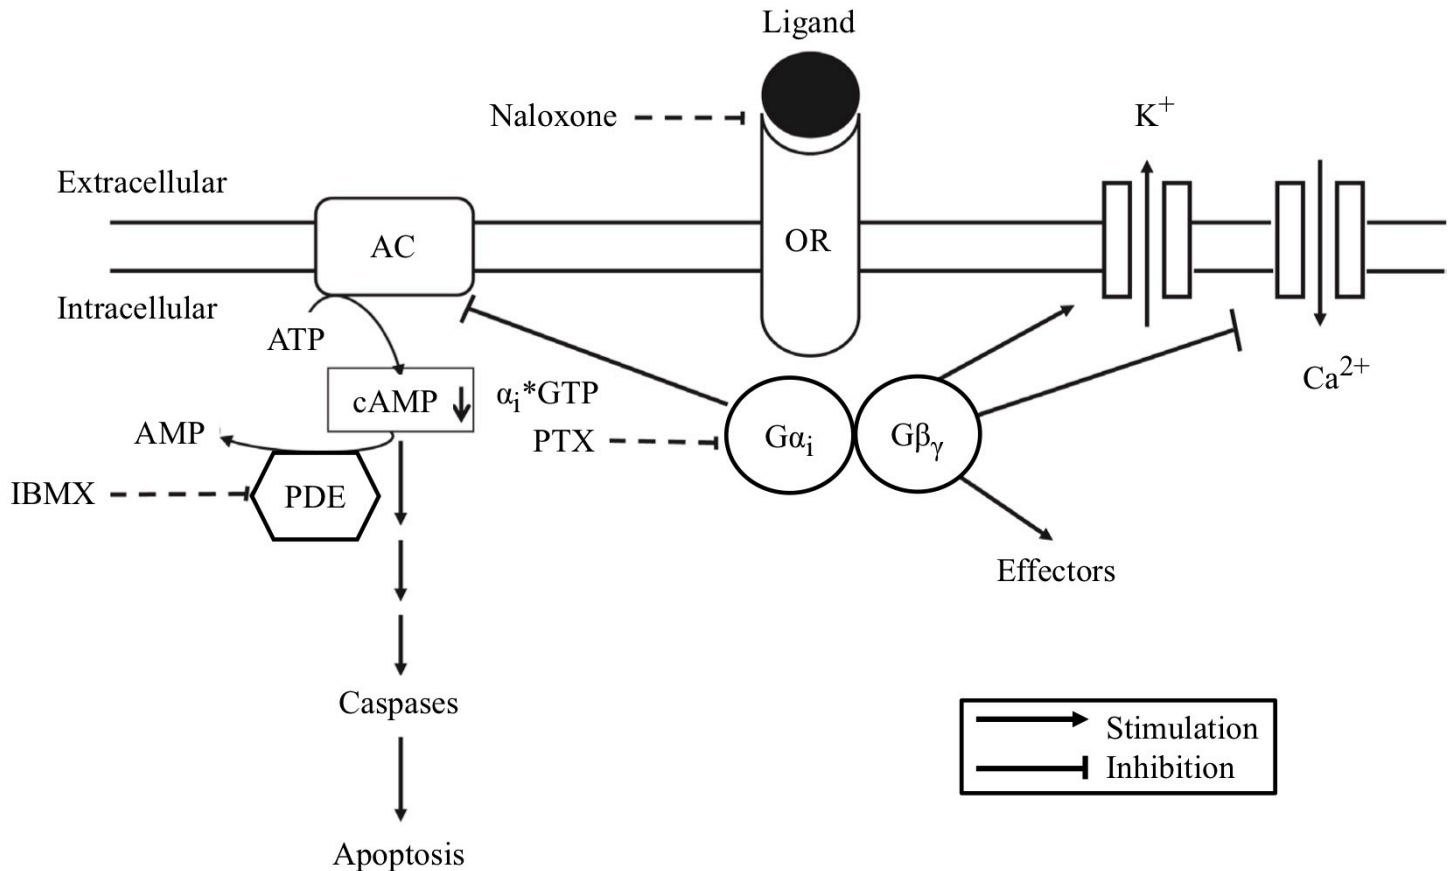 Ligand
Naloxone
K+
Extracellular
AC
OR
Intracellular
ATP
Ca2+
cAMP
αi*GTP
AMP
PTX
Gαi
Gβγ
IBMX
PDE
Effectors
Caspases
Stimulation
Inhibition
Apoptosis